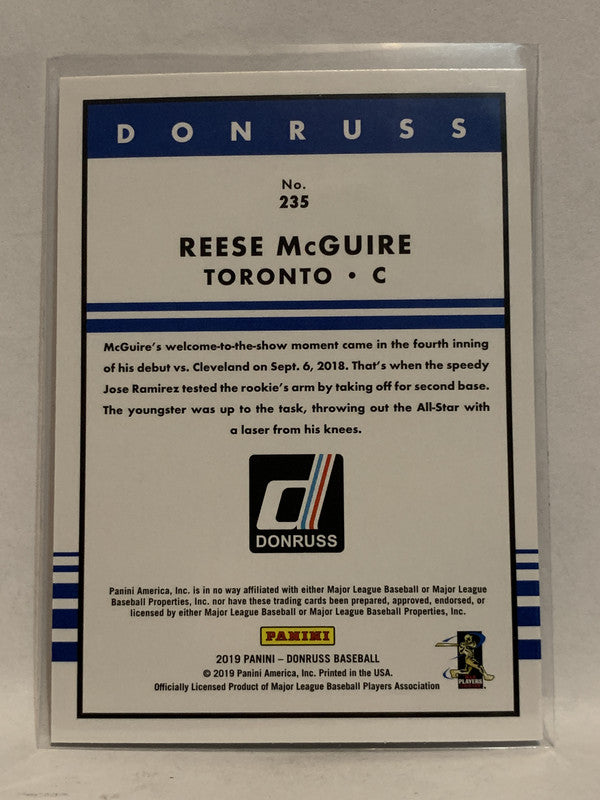 DONRUSS
No.
235
REESE McGUIRE
TORONTO • C
McGuire's welcome-to-the-show moment came in the fourth inning
of his debut vs. Cleveland on Sept. 6, 2018. That's when the speedy
Jose Ramirez tested the rookie's arm by taking off for second base.
The youngster was up to the task, throwing out the All-Star with
a laser from his knees.
d
DONRUSS
Panini America, Inc. is in no way affiliated with either Major League Baseball or Major League
Baseball Properties, Inc. nor have these trading cards been prepared, approved, endorsed, or
licensed by either Major League Baseball or Major League Baseball Properties, Inc.
PANINI
2019 PANINI – DONRUSS BASEBALL
© 2019 Panini America, Inc. Printed in the USA.
Officially Licensed Product of Major League Baseball Players Association
PLAYERS